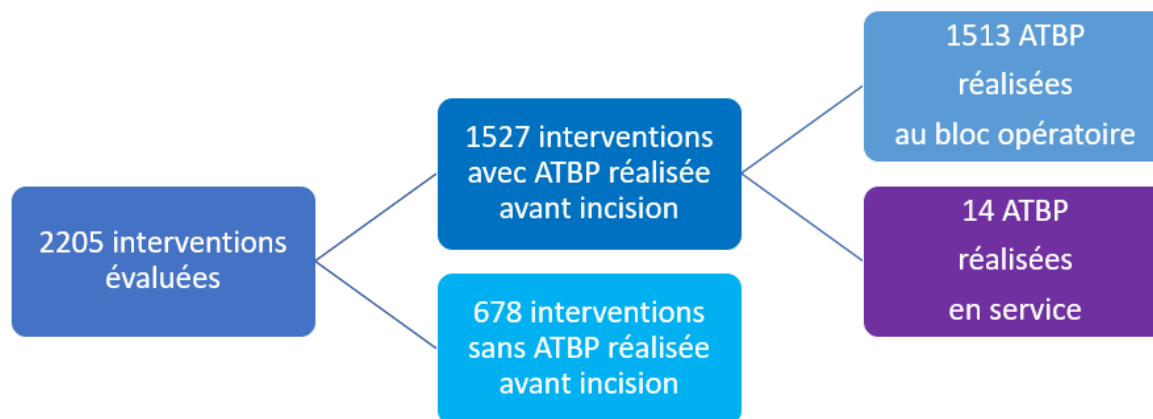 2205 interventions
évaluées
1527 interventions
avec ATBP réalisée
avant incision
678 interventions
sans ATBP réalisée
avant incision
1513 ATBP
réalisées
au bloc opératoire
14 ATBP
réalisées
en service